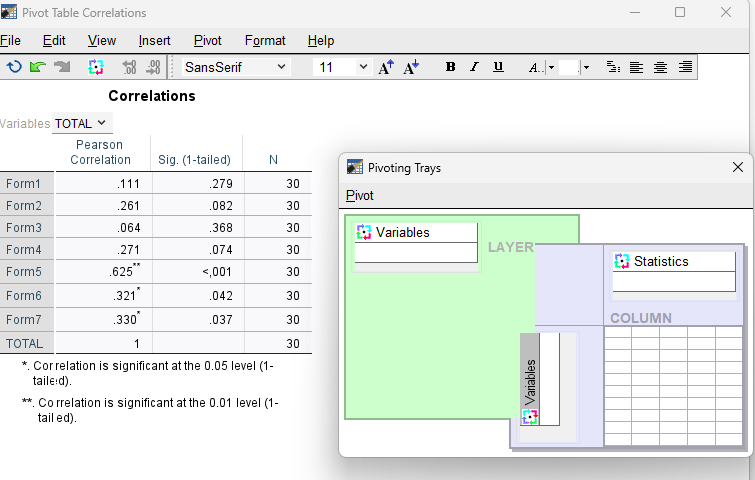 Pivot Table Correlations
File Edit View Insert Pivot Format Help
SansSerif 11 A A B I U A..
Correlations
Variables TOTAL
Pearson Correlation Sig. (1-tailed) N
Form1 .111 .279 30
Form2 .261 .082 30
Form3 .064 .368 30
Form4 .271 .074 30
Form5 .625** <,001 30
Form6 .321* .042 30
Form7 .330* .037 30
TOTAL 1 30
*. Correlation is significant at the 0.05 level (1-
tailed).
**. Correlation is significant at the 0.01 level (1-
tailed).
Pivoting Trays
Pivot
Variables
LAYER
Statistics
COLUMN
Variables